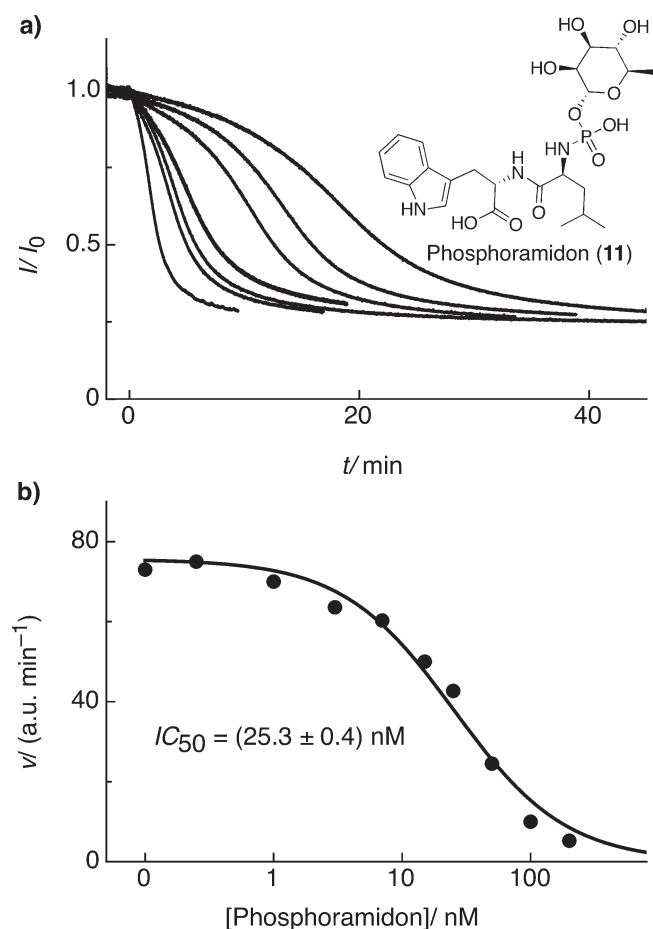 a)
1.0
0.5
0
I/I0
0 20 40
t/ min
HO OH
HO
O
O
OH
P
HN O
H
N
HN
HO O O
Phosphoramidon (11)
b)
80
40
0
v/ (a.u. min−1)
IC50 = (25.3 ± 0.4) nM
0 1 10 100
[Phosphoramidon]/ nM